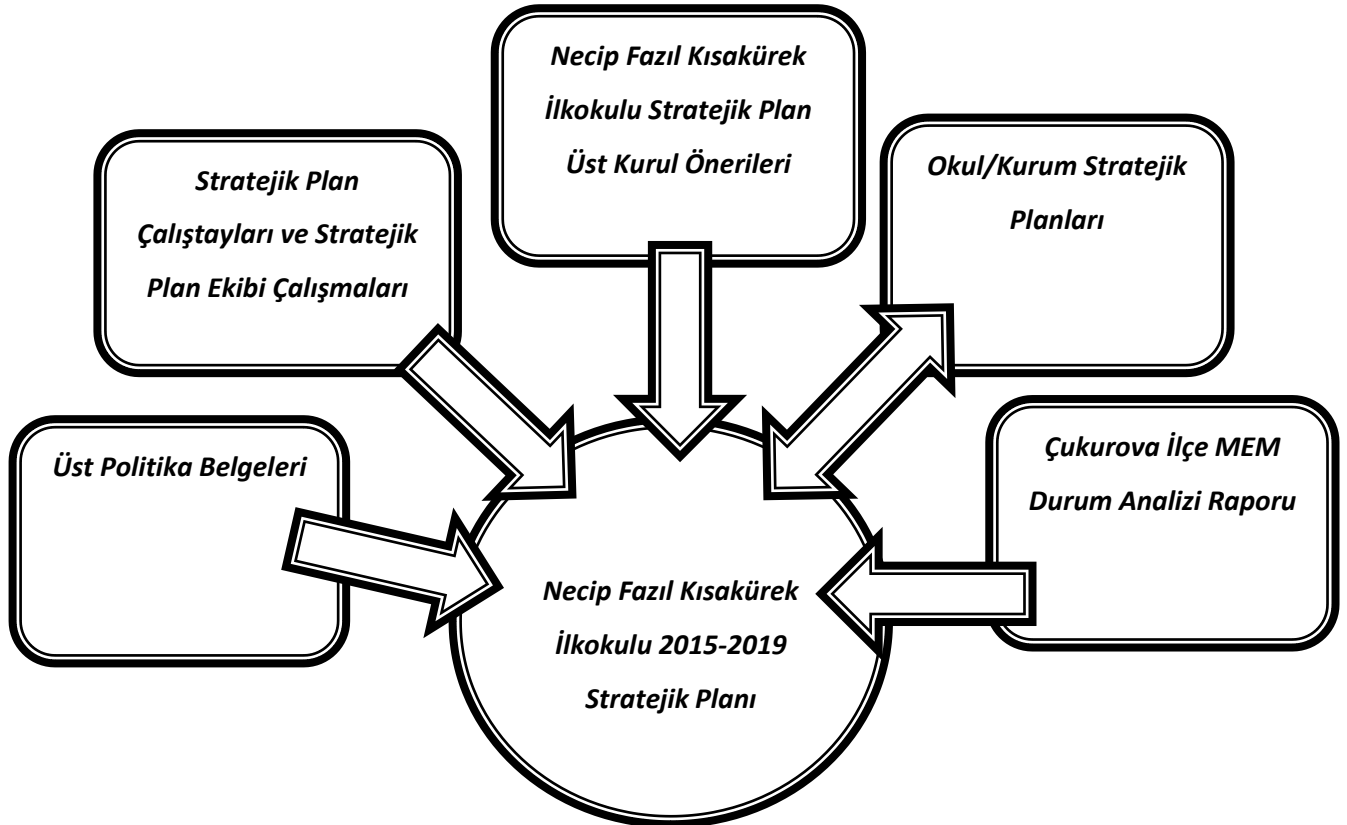 Necip Fazıl Kısakürek
İlkokulu Stratejik Plan
Üst Kurul Önerileri
Stratejik Plan
Çalıştayları ve Stratejik
Plan Ekibi Çalışmaları
Okul/Kurum Stratejik
Planları
Üst Politika Belgeleri
Çukurova İlçe MEM
Durum Analizi Raporu
Necip Fazıl Kısakürek
İlkokulu 2015-2019
Stratejik Planı